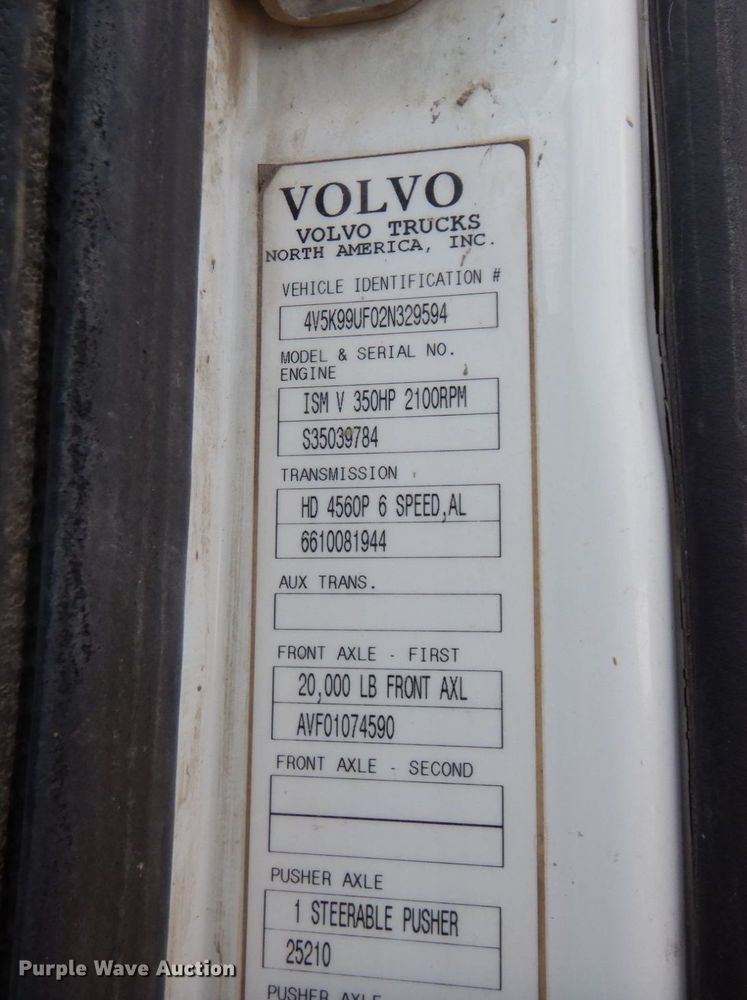 VOLVO
VOLVO TRUCKS
NORTH AMERICA, INC.
VEHICLE IDENTIFICATION #
4V5K99UF02N329594
MODEL & SERIAL NO.
ENGINE
ISM V 350HP 2100RPM
S35039784
TRANSMISSION
HD 4560P 6 SPEED,AL
6610081944
AUX TRANS.
FRONT AXLE - FIRST
20,000 LB FRONT AXL
AVF01074590
FRONT AXLE - SECOND
PUSHER AXLE
1 STEERABLE PUSHER
25210
PUSHER AXLE
Purple Wave Auction